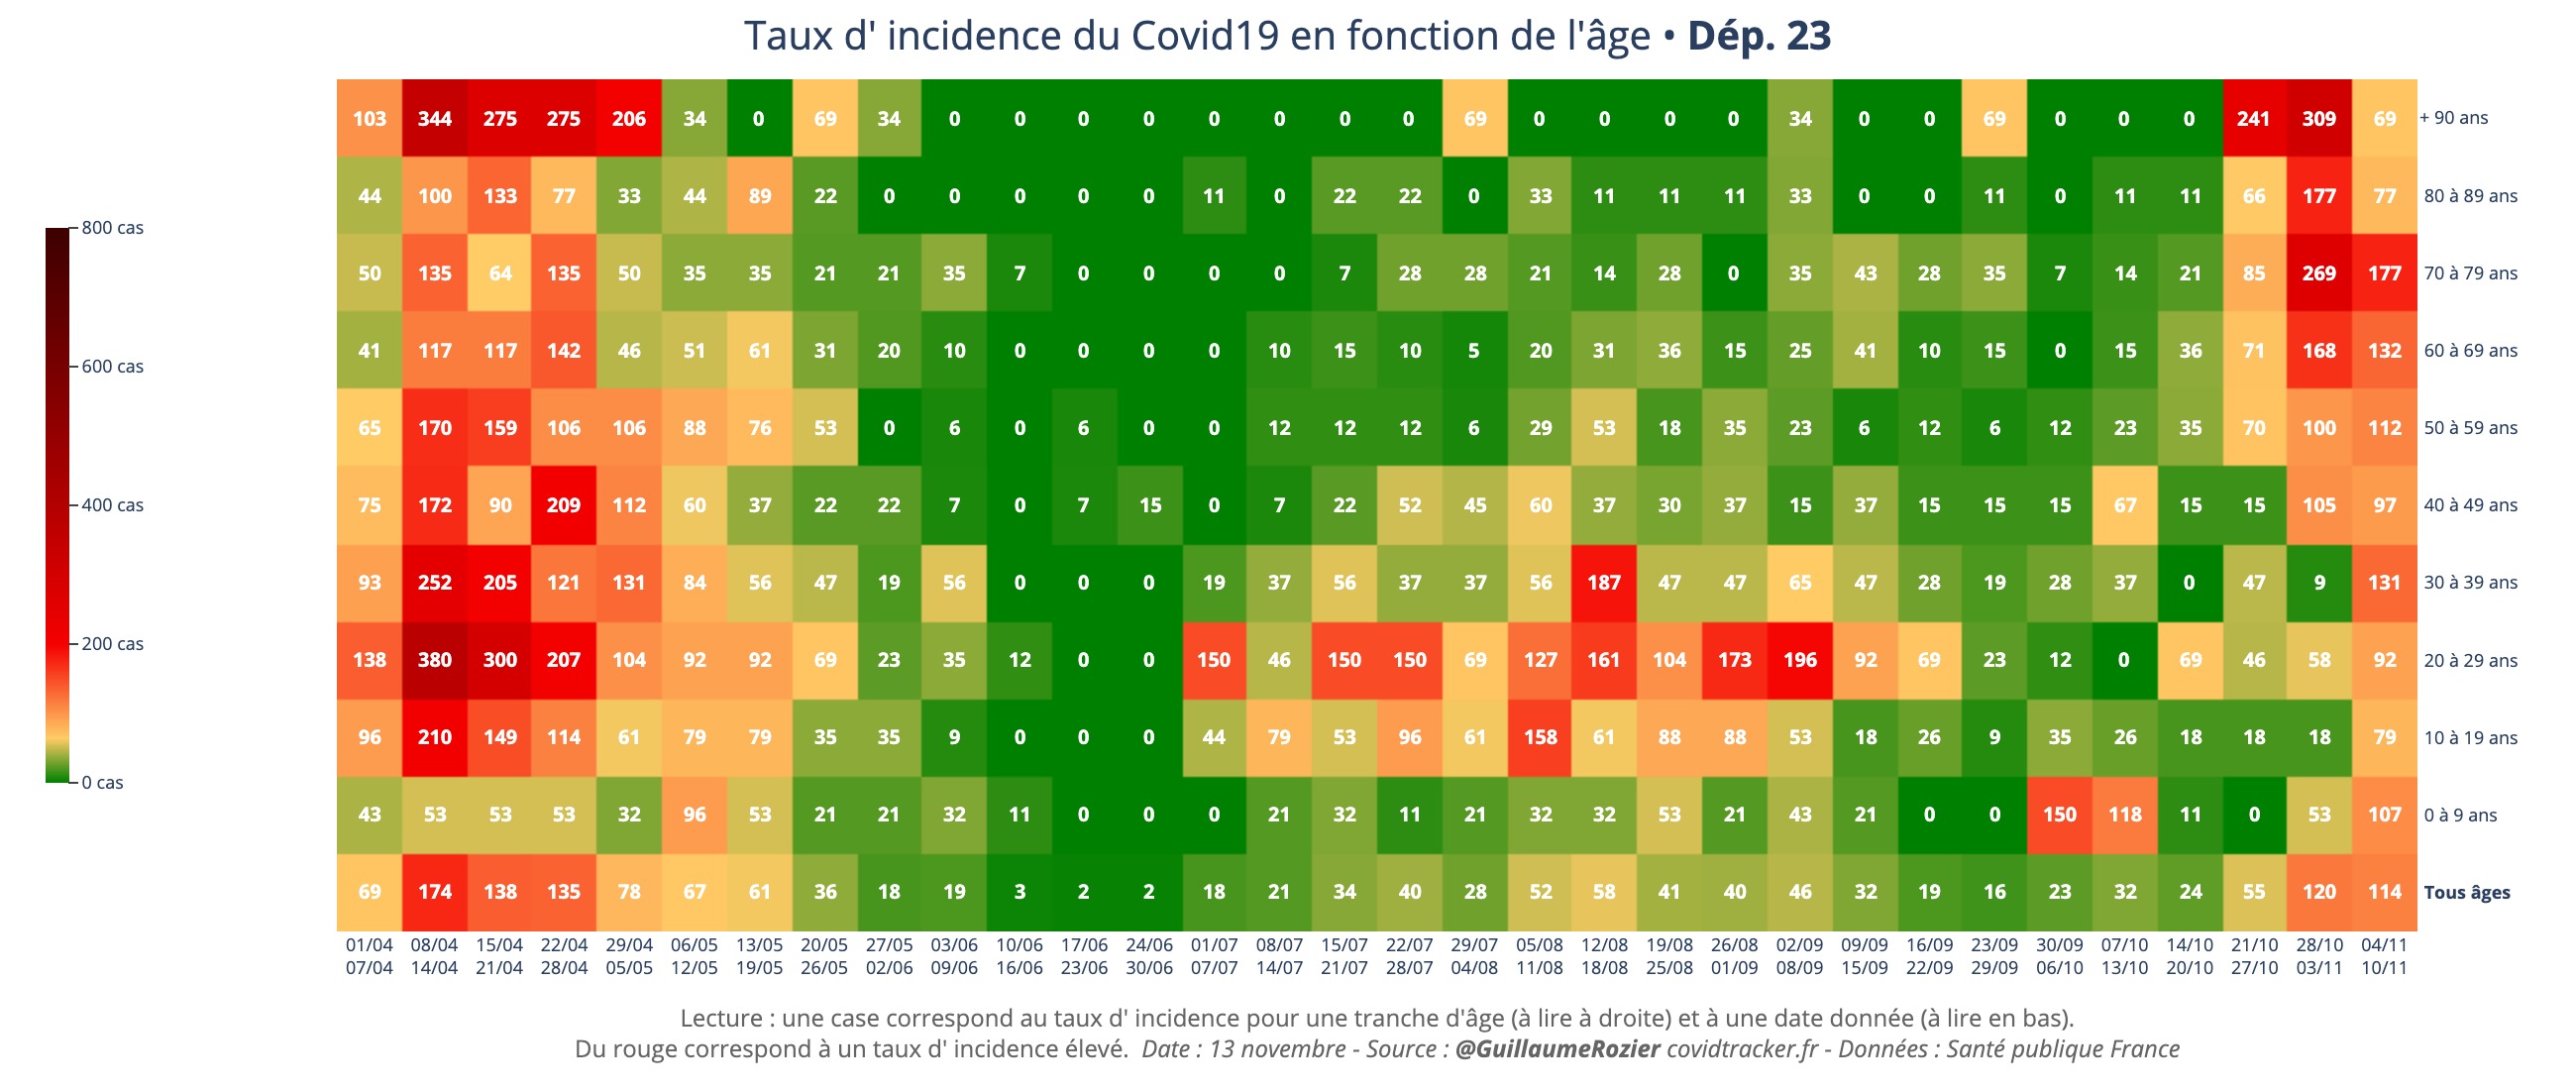 Taux d' incidence du Covid19 en fonction de l'âge • Dép. 23
800 cas
600 cas
400 cas
200 cas
0 cas
103 344 275 275 206 34 0 69 34 0 0 0 0 0 0 0 0 69 0 0 0 0 34 0 0 69 0 0 0 241 309 69 + 90 ans
44 100 133 77 33 44 89 22 0 0 0 0 0 11 0 22 22 0 33 11 11 11 33 0 0 11 0 11 11 66 177 77 80 à 89 ans
50 135 64 135 50 35 35 21 21 35 7 0 0 0 0 7 28 28 21 14 28 0 35 43 28 35 7 14 21 85 269 177 70 à 79 ans
41 117 117 142 46 51 61 31 20 10 0 0 0 0 10 15 10 5 20 31 36 15 25 41 10 15 0 15 36 71 168 132 60 à 69 ans
65 170 159 106 106 88 76 53 0 6 0 6 0 0 12 12 12 6 29 53 18 35 23 6 12 6 12 23 35 70 100 112 50 à 59 ans
75 172 90 209 112 60 37 22 22 7 0 7 15 0 7 22 52 45 60 37 30 37 15 37 15 15 15 67 15 15 105 97 40 à 49 ans
93 252 205 121 131 84 56 47 19 56 0 0 0 19 37 56 37 37 56 187 47 47 65 47 28 19 28 37 0 47 9 131 30 à 39 ans
138 380 300 207 104 92 92 69 23 35 12 0 0 150 46 150 150 69 127 161 104 173 196 92 69 23 12 0 69 46 58 92 20 à 29 ans
96 210 149 114 61 79 79 35 35 9 0 0 0 44 79 53 96 61 158 61 88 88 53 18 26 9 35 26 18 18 18 79 10 à 19 ans
43 53 53 53 32 96 53 21 21 32 11 0 0 0 21 32 11 21 32 32 53 21 43 21 0 0 150 118 11 0 53 107 0 à 9 ans
69 174 138 135 78 67 61 36 18 19 3 2 2 18 21 34 40 28 52 58 41 40 46 32 19 16 23 32 24 55 120 114 Tous âges
01/04 08/04 15/04 22/04 29/04 06/05 13/05 20/05 27/05 03/06 10/06 17/06 24/06 01/07 08/07 15/07 22/07 29/07 05/08 12/08 19/08 26/08 02/09 09/09 16/09 23/09 30/09 07/10 14/10 21/10 28/10 04/11
07/04 14/04 21/04 28/04 05/05 12/05 19/05 26/05 02/06 09/06 16/06 23/06 30/06 07/07 14/07 21/07 28/07 04/08 11/08 18/08 25/08 01/09 08/09 15/09 22/09 29/09 06/10 13/10 20/10 27/10 03/11 10/11
Lecture : une case correspond au taux d' incidence pour une tranche d'âge (à lire à droite) et à une date donnée (à lire en bas).
Du rouge correspond à un taux d' incidence élevé. Date : 13 novembre - Source : @GuillaumeRozier covidtracker.fr - Données : Santé publique France